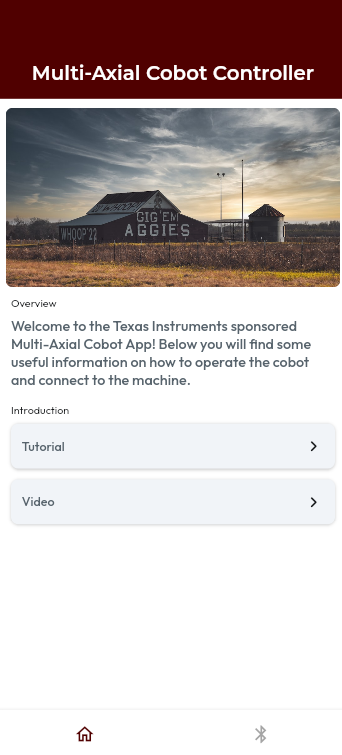 Multi-Axial Cobot Controller
"WHOOP"
GIG'EM
WHOOP'22 AGGIES
Overview
Welcome to the Texas Instruments sponsored
Multi-Axial Cobot App! Below you will find some
useful information on how to operate the cobot
and connect to the machine.
Introduction
Tutorial
Video